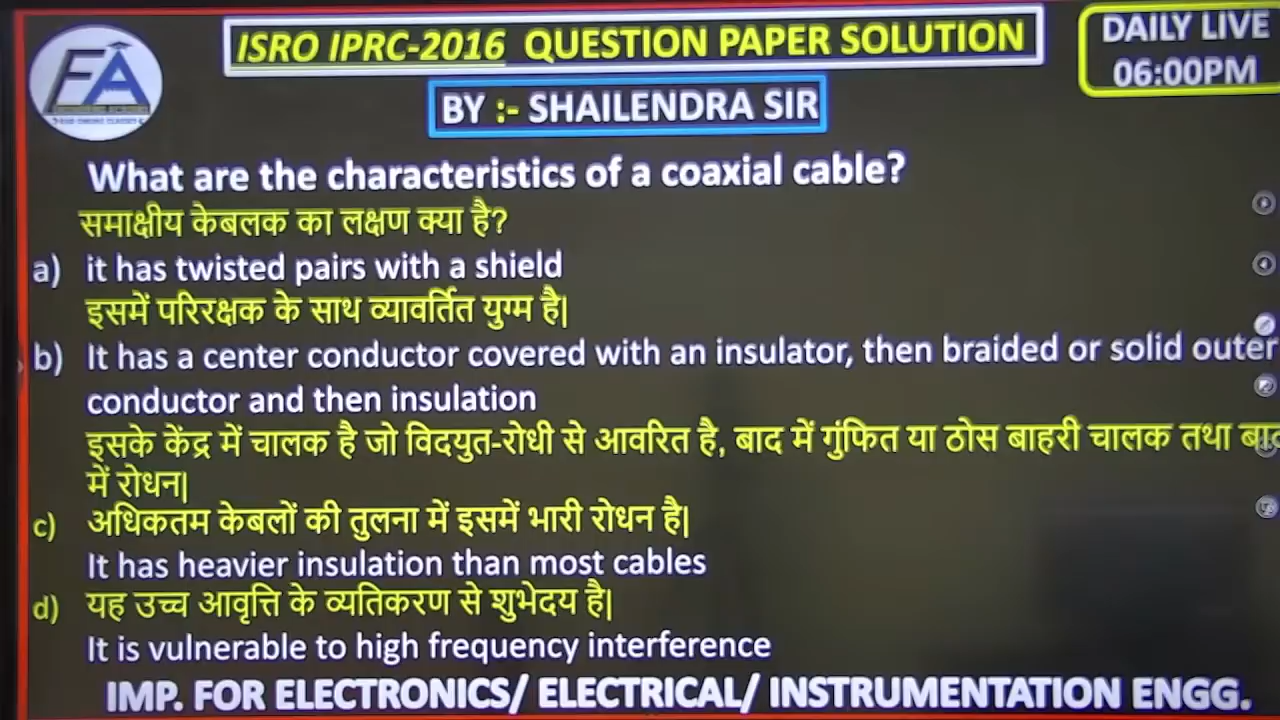 ISRO IPRC-2016 QUESTION PAPER SOLUTION
DAILY LIVE
06:00PM
FA
BY :- SHAILENDRA SIR
What are the characteristics of a coaxial cable?
समाक्षीय केबलक का लक्षण क्या है?
a) it has twisted pairs with a shield
इसमें परिरक्षक के साथ व्यावर्तित युग्म है|
b) It has a center conductor covered with an insulator, then braided or solid outer
conductor and then insulation
इसके केंद्र में चालक है जो विदयुत-रोधी से आवरित है, बाद में गुंफित या ठोस बाहरी चालक तथा बाद
में रोधन|
c) अधिकतम केबलों की तुलना में इसमें भारी रोधन है|
It has heavier insulation than most cables
d) यह उच्च आवृत्ति के व्यतिकरण से शुभेदय है|
It is vulnerable to high frequency interference
IMP. FOR ELECTRONICS/ ELECTRICAL/ INSTRUMENTATION ENGG.